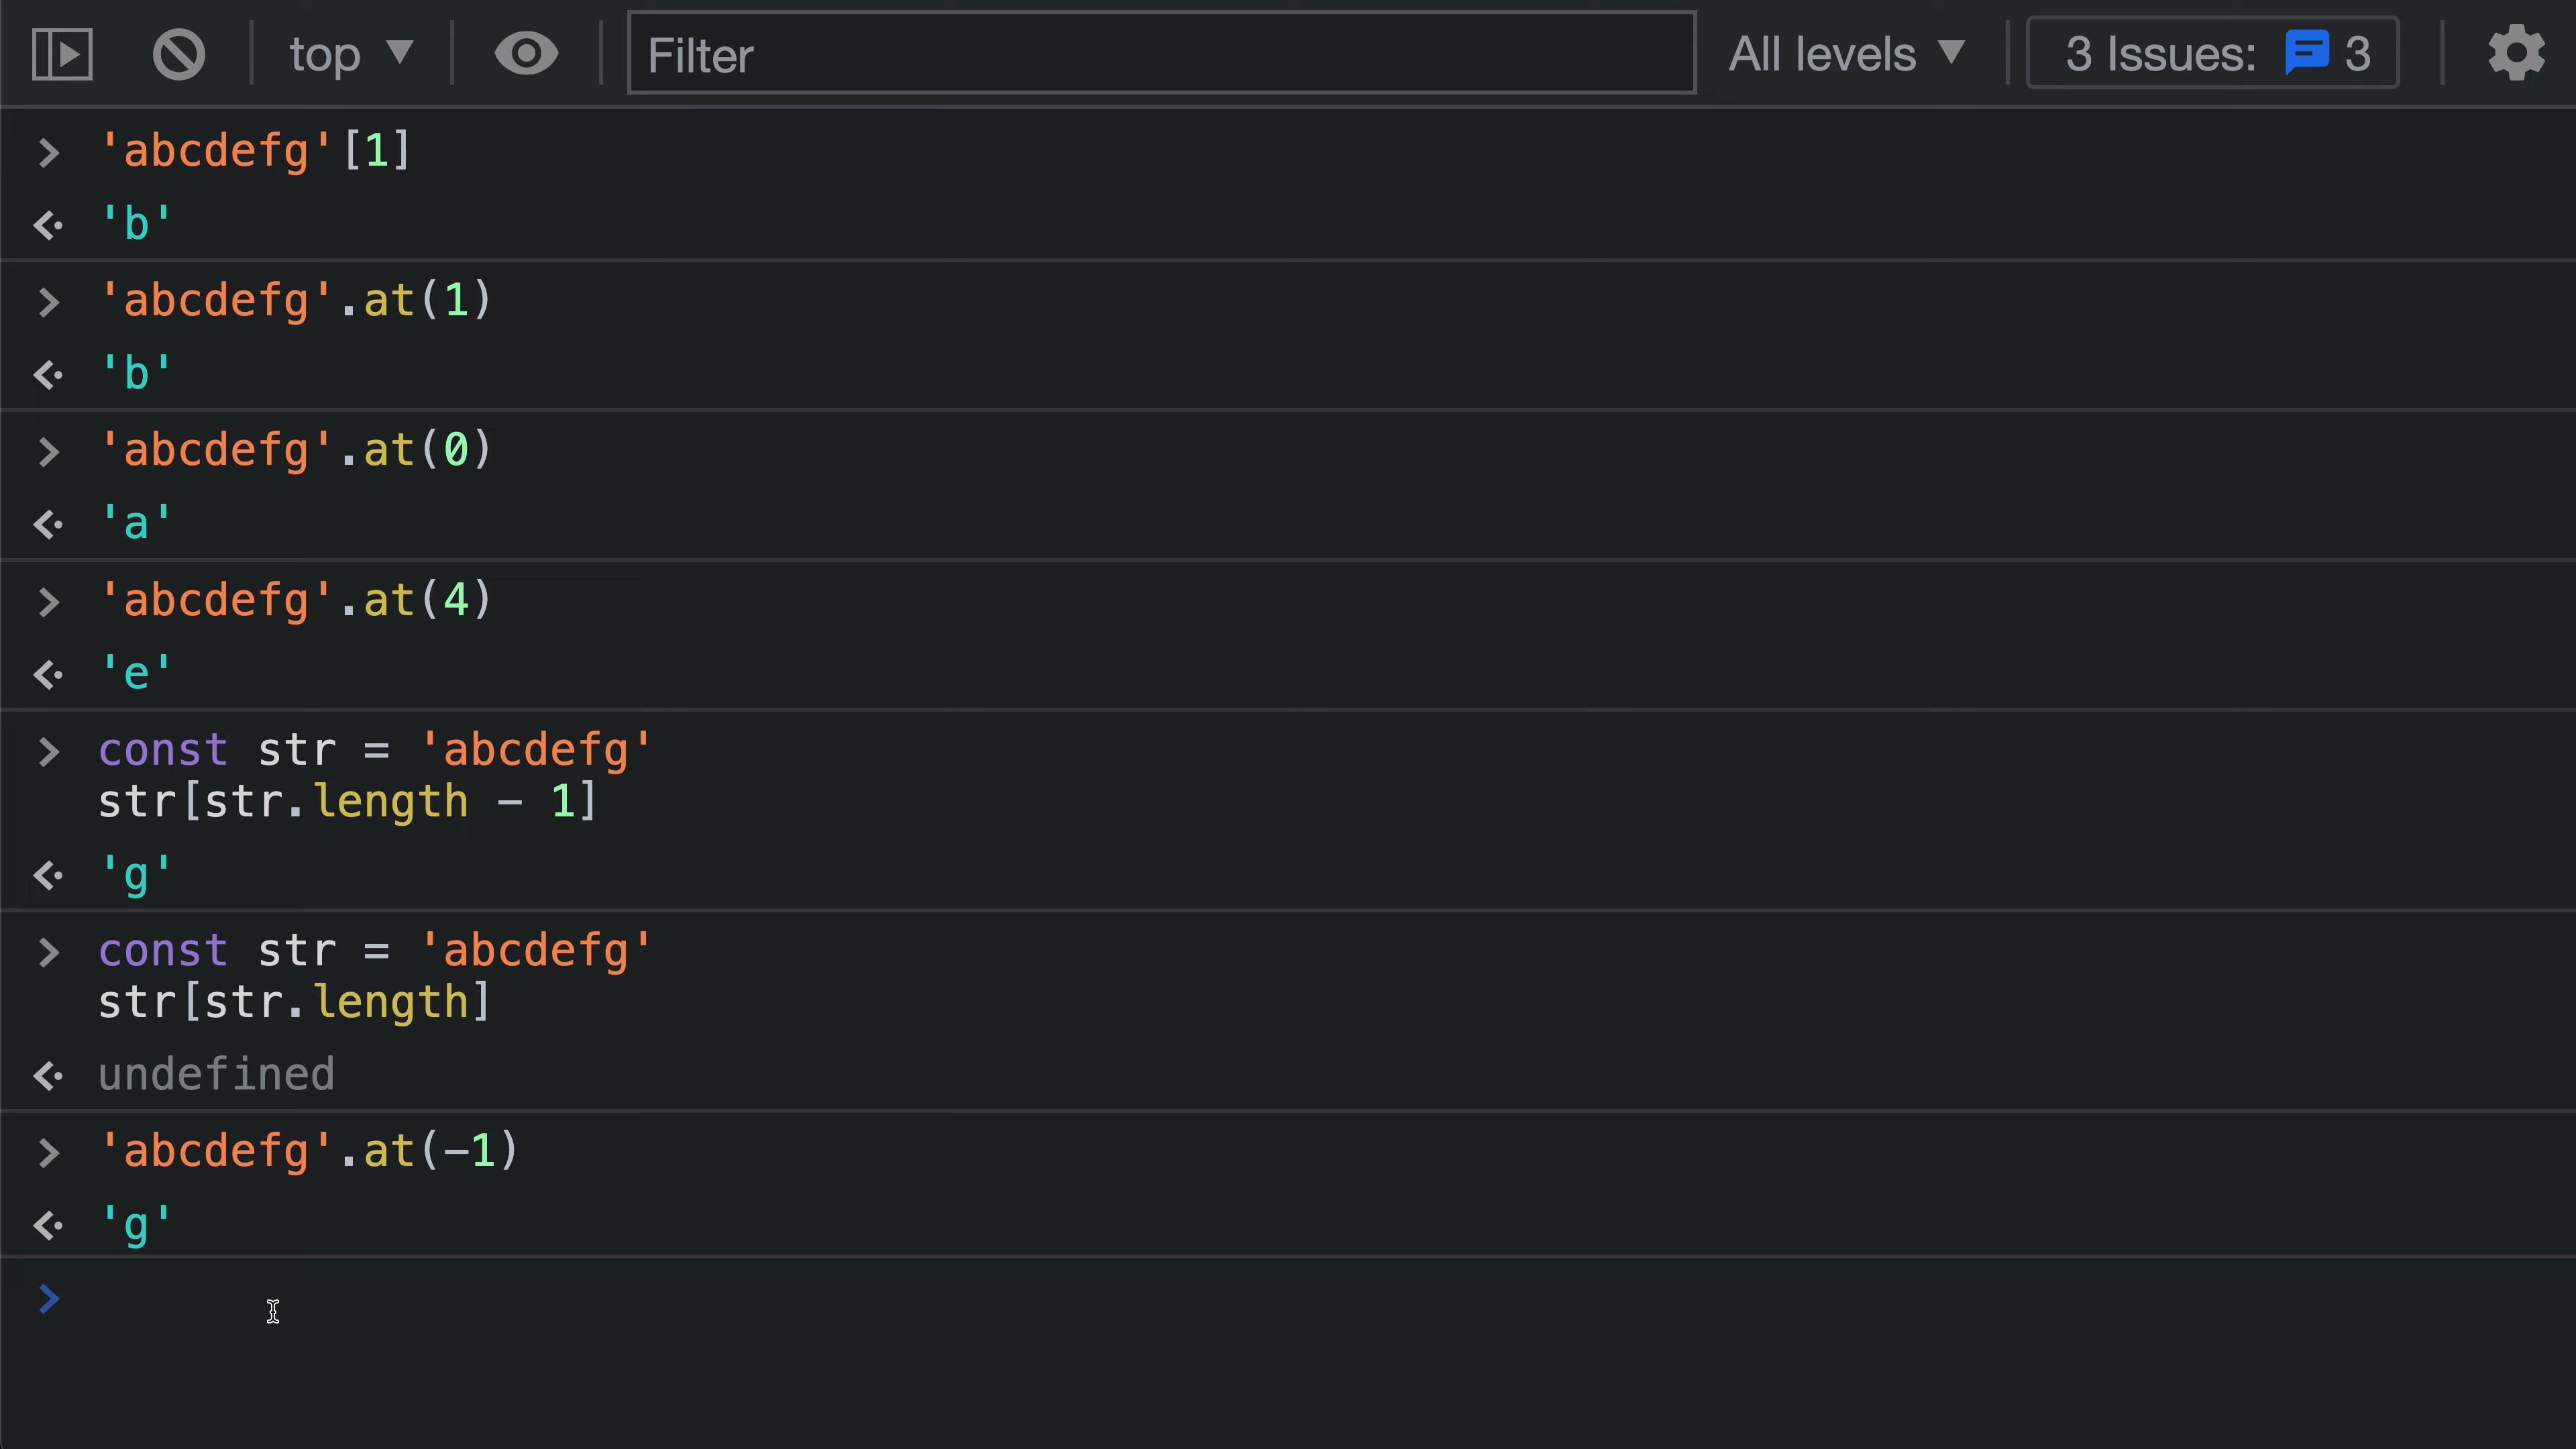 top ▼ Filter All levels ▼ 3 Issues: 3
> 'abcdefg'[1]
'b'
> 'abcdefg'.at(1)
'b'
> 'abcdefg'.at(0)
'a'
> 'abcdefg'.at(4)
'e'
> const str = 'abcdefg'
str[str.length - 1]
'g'
> const str = 'abcdefg'
str[str.length]
undefined
> 'abcdefg'.at(-1)
'g'
>